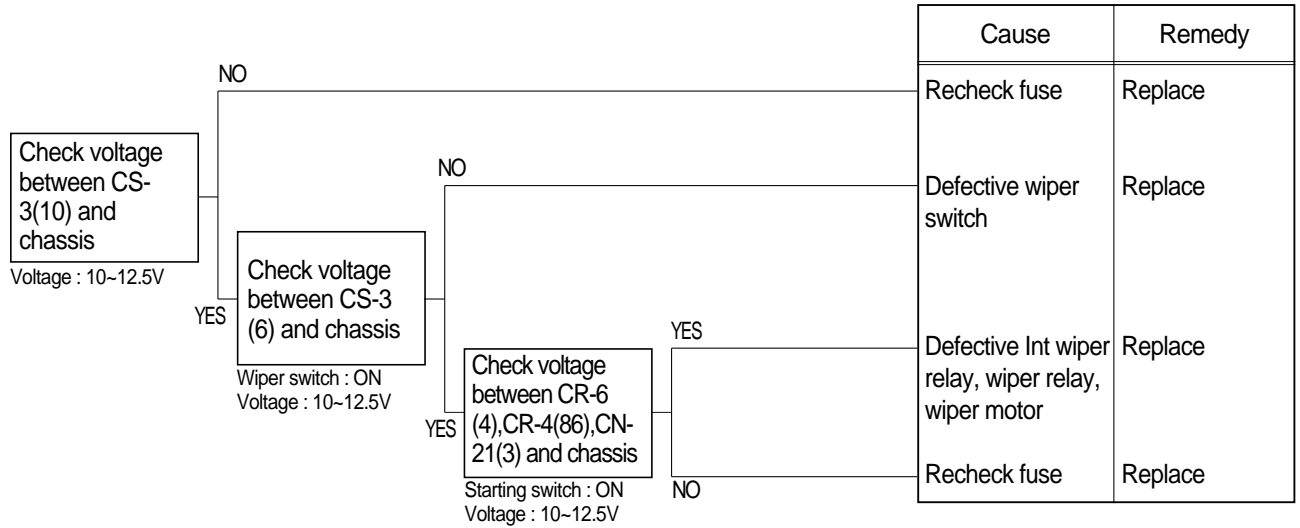 Cause Remedy
NO
Recheck fuse Replace
Check voltage
between CS-
3(10) and
chassis
Voltage : 10~12.5V
NO
Defective wiper Replace
switch
YES
Check voltage
between CS-3
(6) and chassis
Wiper switch : ON
Voltage : 10~12.5V
YES
Defective Int wiper Replace
relay, wiper relay,
wiper motor
YES
Check voltage
between CR-6
(4),CR-4(86),CN-
21(3) and chassis
Starting switch : ON
Voltage : 10~12.5V
NO
Recheck fuse Replace